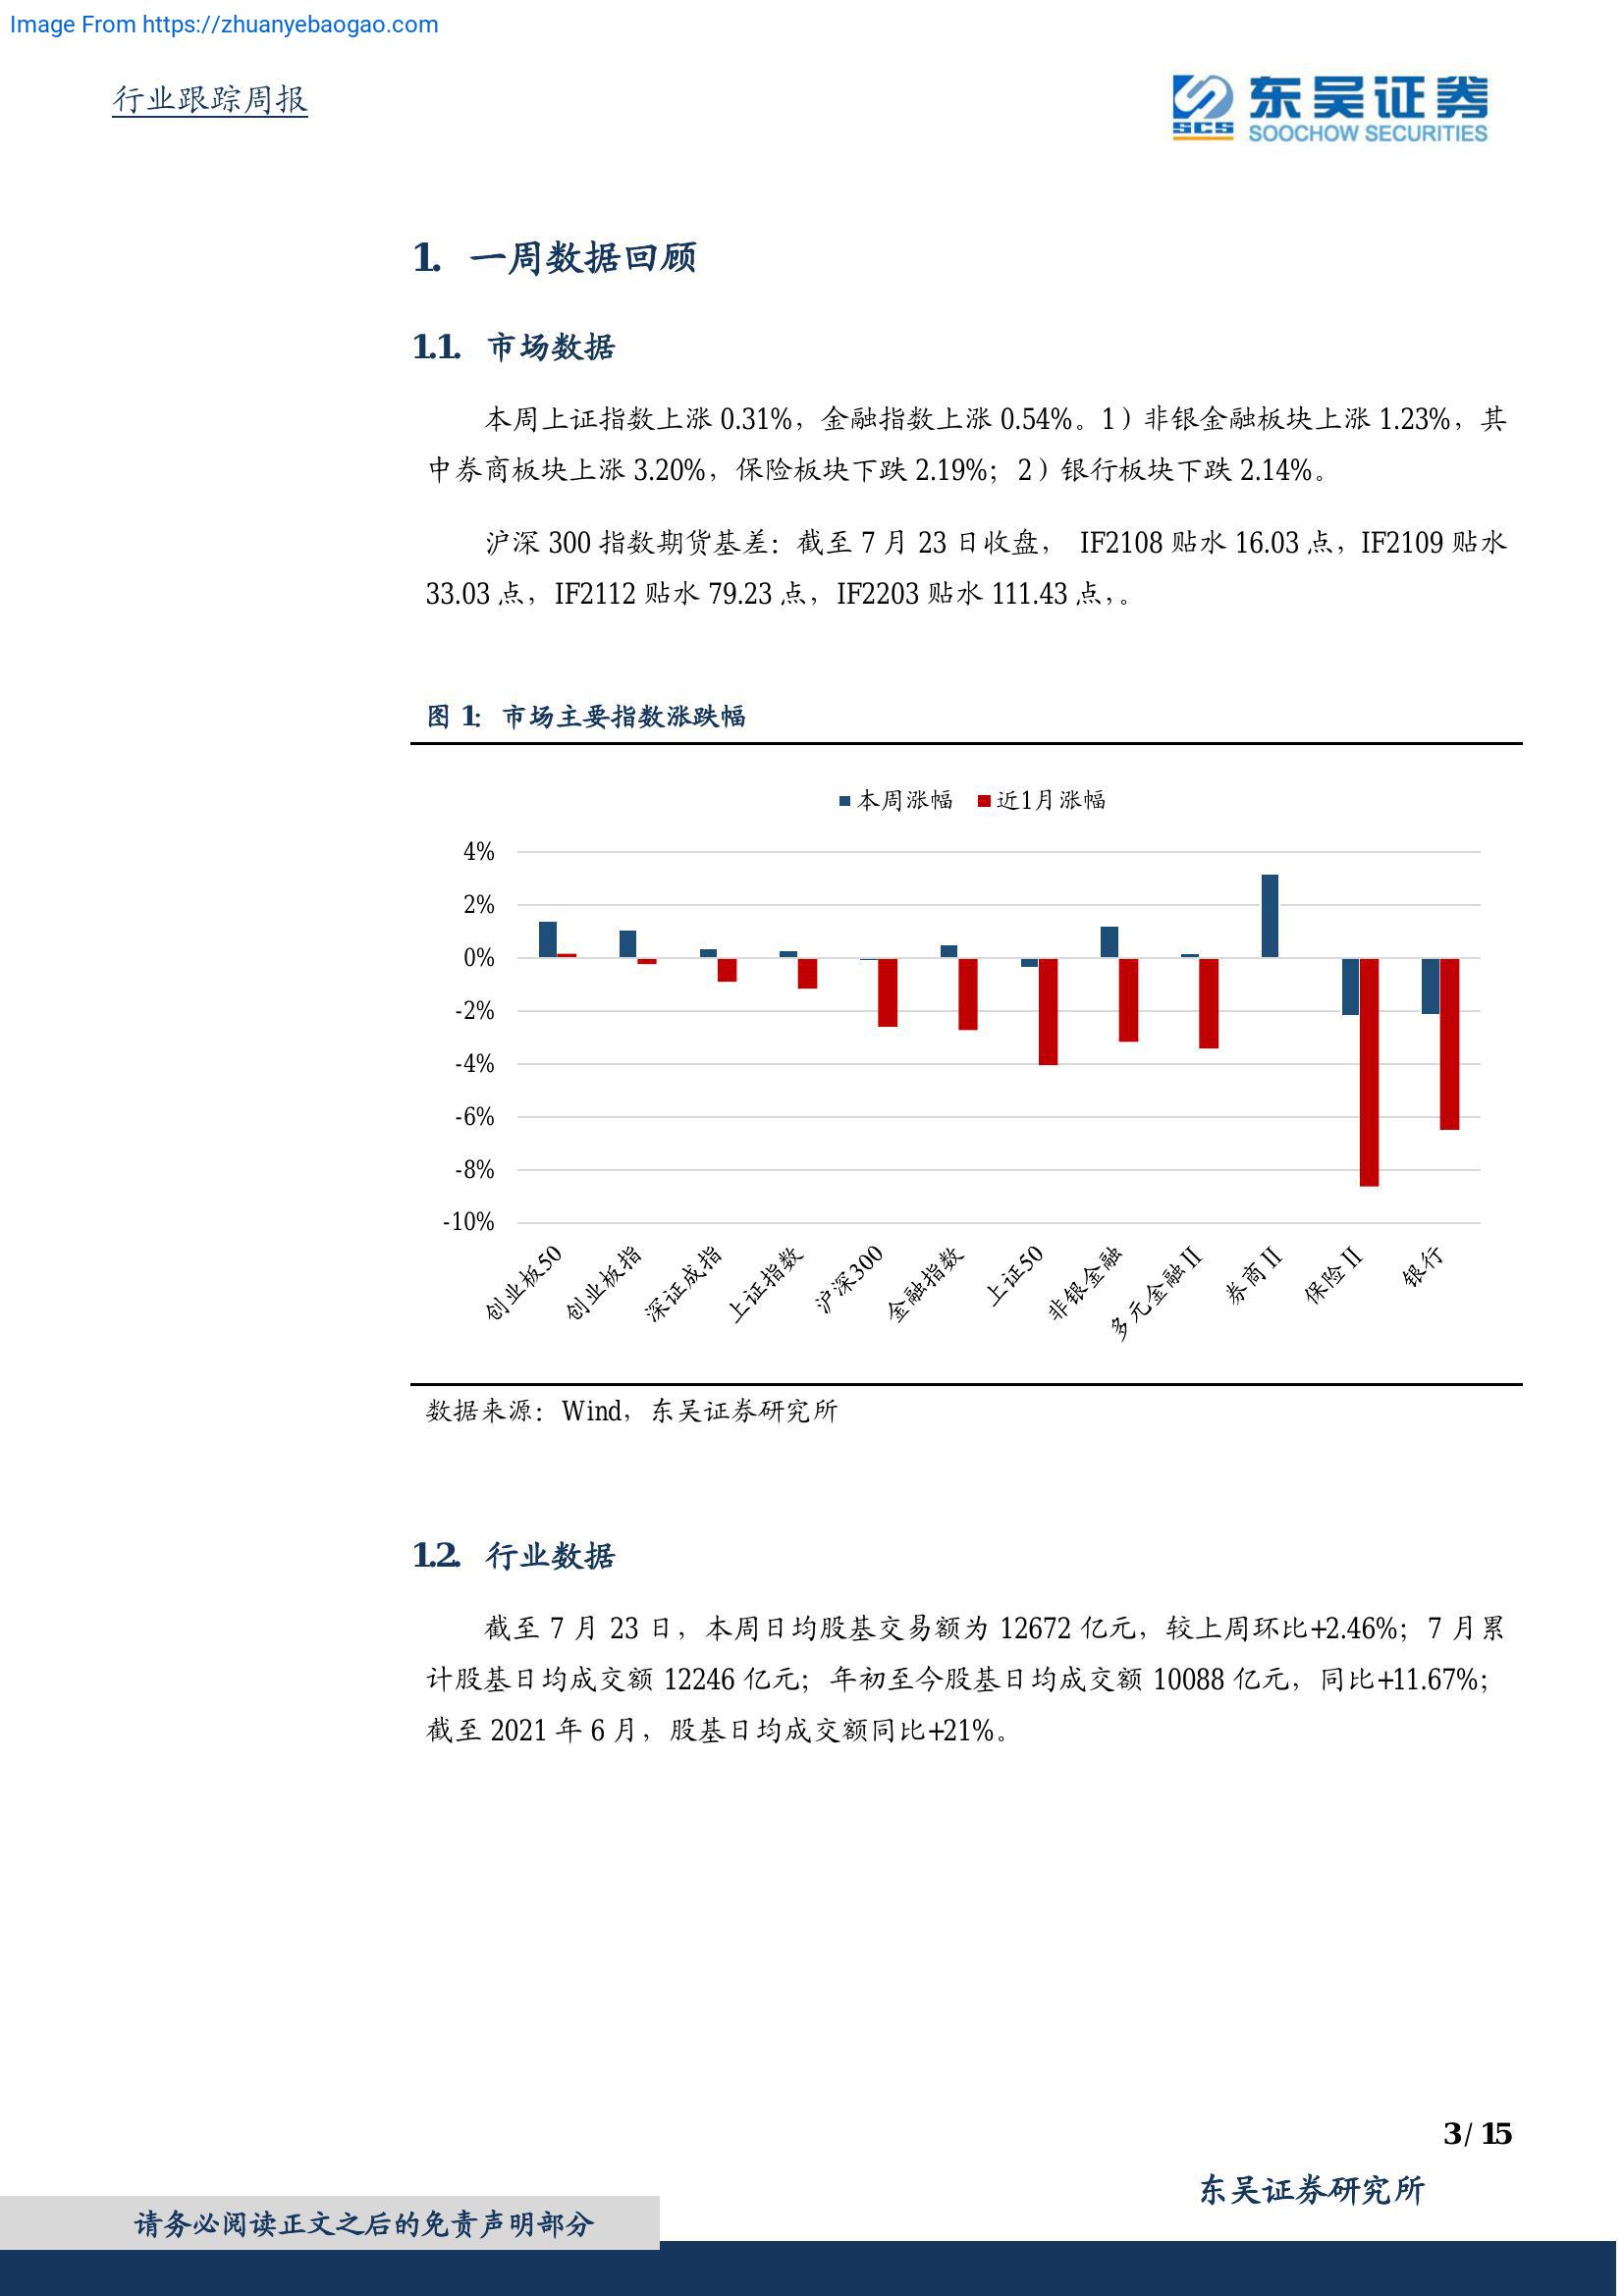 Image From https://zhuanyebaogao.com
行业跟踪周报
SCS 东吴证券
SOOCHOW SECURITIES
1. 一周数据回顾
1.1. 市场数据
本周上证指数上涨 0.31%，金融指数上涨 0.54%。1）非银金融板块上涨 1.23%，其
中券商板块上涨 3.20%，保险板块下跌 2.19%；2）银行板块下跌 2.14%。
沪深 300 指数期货基差：截至 7 月 23 日收盘， IF2108 贴水 16.03 点，IF2109 贴水
33.03 点，IF2112 贴水 79.23 点，IF2203 贴水 111.43 点，。
图 1：市场主要指数涨跌幅
本周涨幅 近1月涨幅
4%
2%
0%
-2%
-4%
-6%
-8%
-10%
创业板50 创业板指 深证成指 上证指数 沪深300 金融指数 上证50 非银金融 多元金融Ⅱ 券商Ⅱ 保险Ⅱ 银行
数据来源：Wind，东吴证券研究所
1.2. 行业数据
截至 7 月 23 日，本周日均股基交易额为 12672 亿元，较上周环比+2.46%；7 月累
计股基日均成交额 12246 亿元；年初至今股基日均成交额 10088 亿元，同比+11.67%；
截至 2021 年 6 月，股基日均成交额同比+21%。
3 / 15
东吴证券研究所
请务必阅读正文之后的免责声明部分